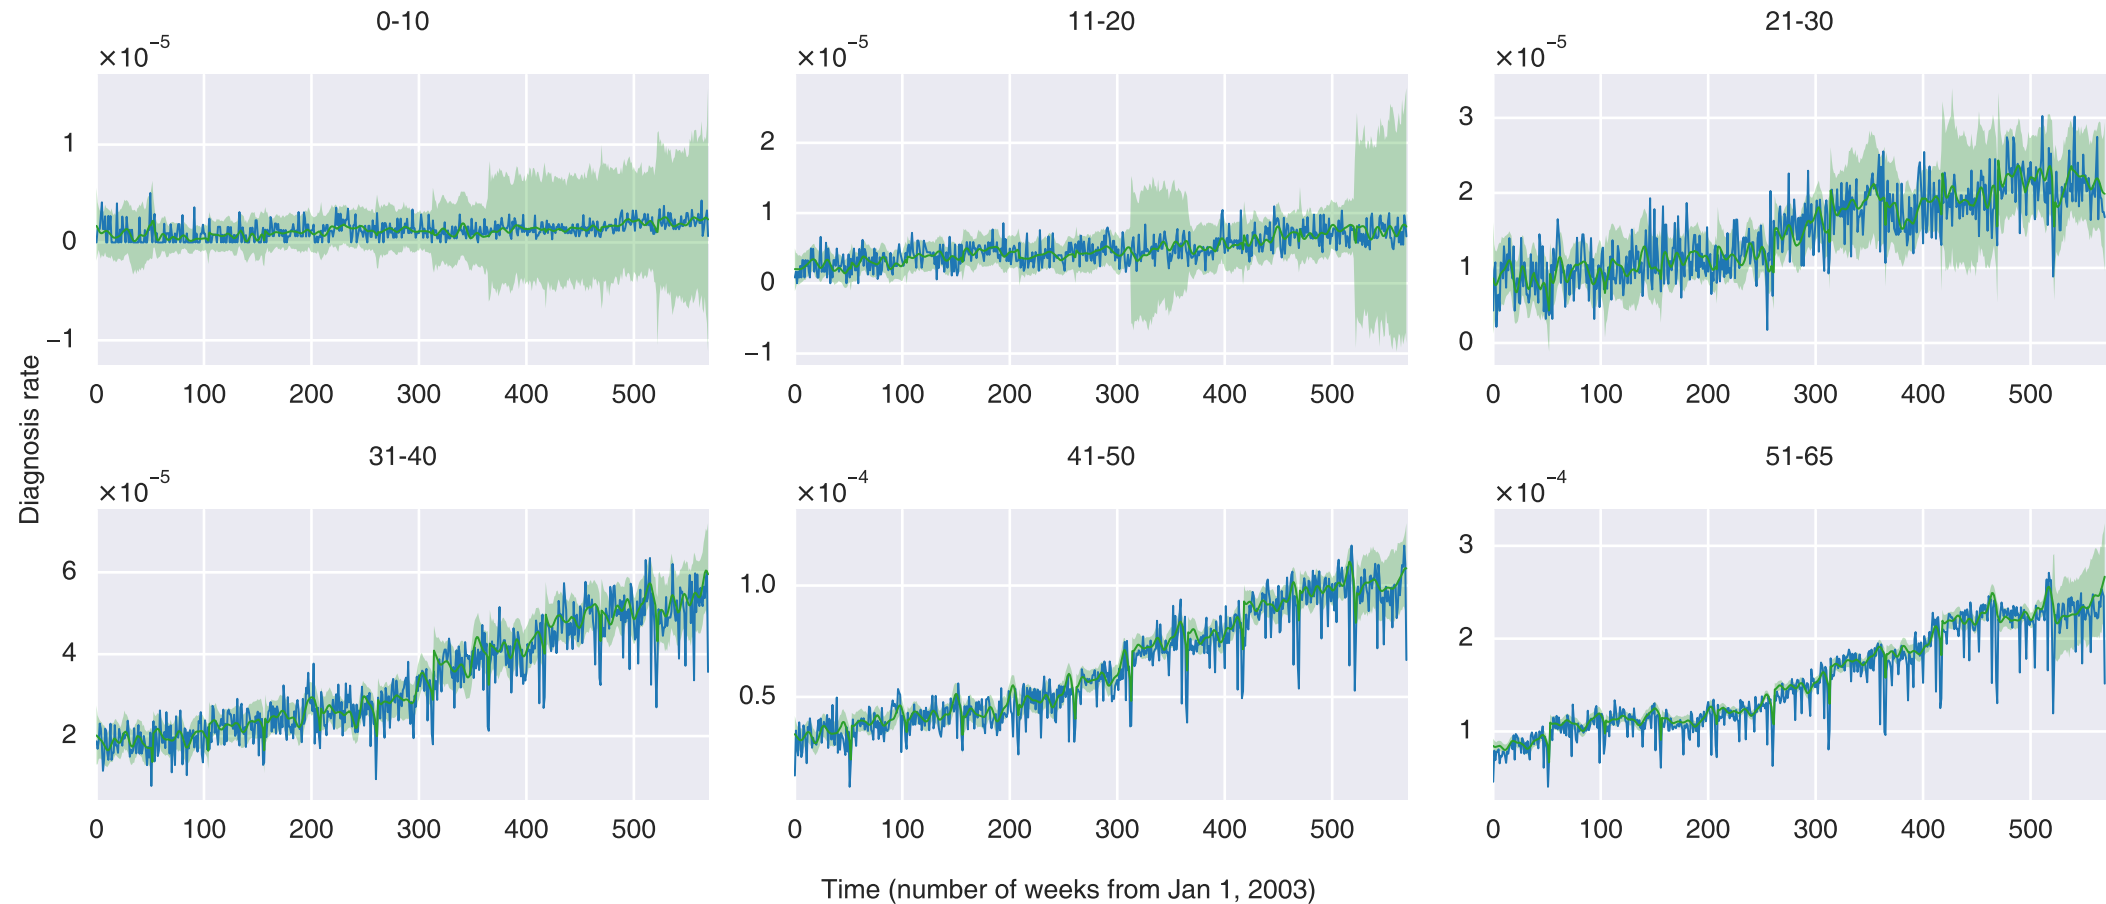 0-10 11-20 21-30
×10⁻⁵ ×10⁻⁵ ×10⁻⁵
1 0 −1
2 1 0 −1
3 2 1 0
0 100 200 300 400 500
0 100 200 300 400 500
0 100 200 300 400 500
Diagnosis rate
31-40 41-50 51-65
×10⁻⁵ ×10⁻⁴ ×10⁻⁴
6 4 2
1.0 0.5
3 2 1
0 100 200 300 400 500
0 100 200 300 400 500
0 100 200 300 400 500
Time (number of weeks from Jan 1, 2003)